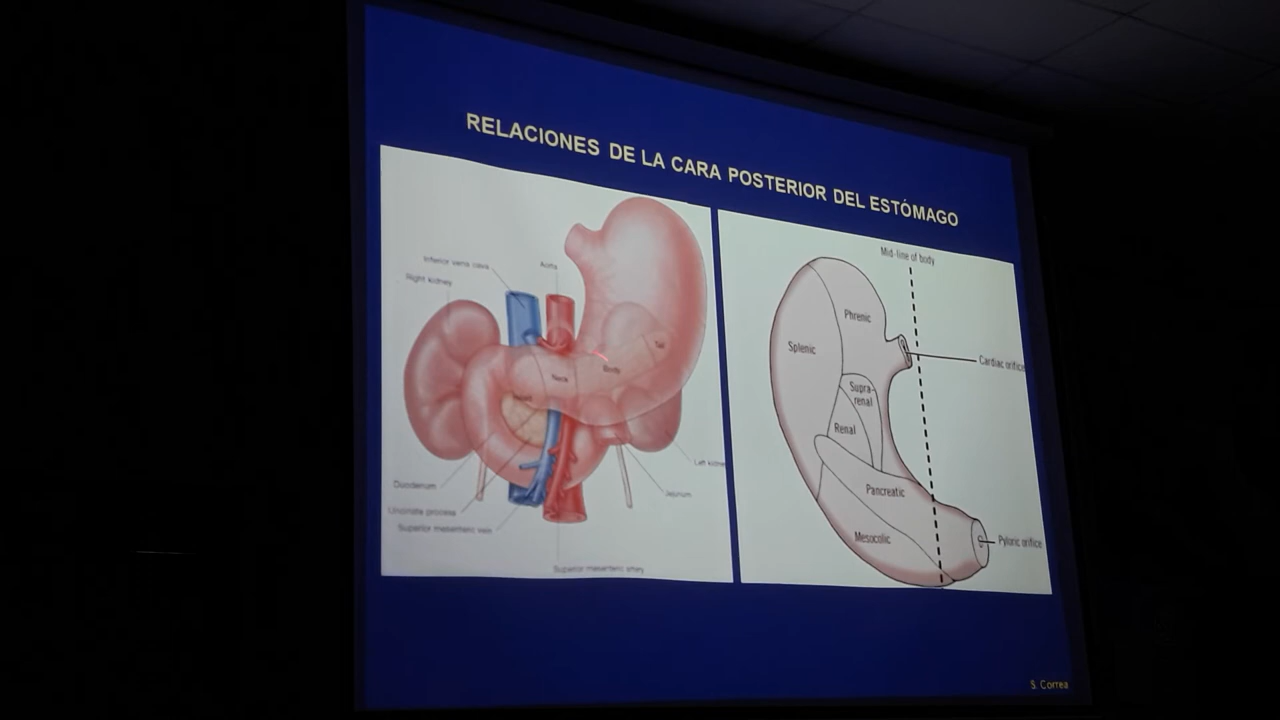 RELACIONES DE LA CARA POSTERIOR DEL ESTÓMAGO
Inferior vena cava
Aorta
Right kidney
Tail
Body
Neck
Left kidney
Duodenum
Jejunum
Uncinate process
Superior mesenteric vein
Superior mesenteric artery
Mid-line of body
Phrenic
Splenic
Cardiac orifice
Supra-
renal
Renal
Pancreatic
Mesocolic
Pyloric orifice
S. Correa